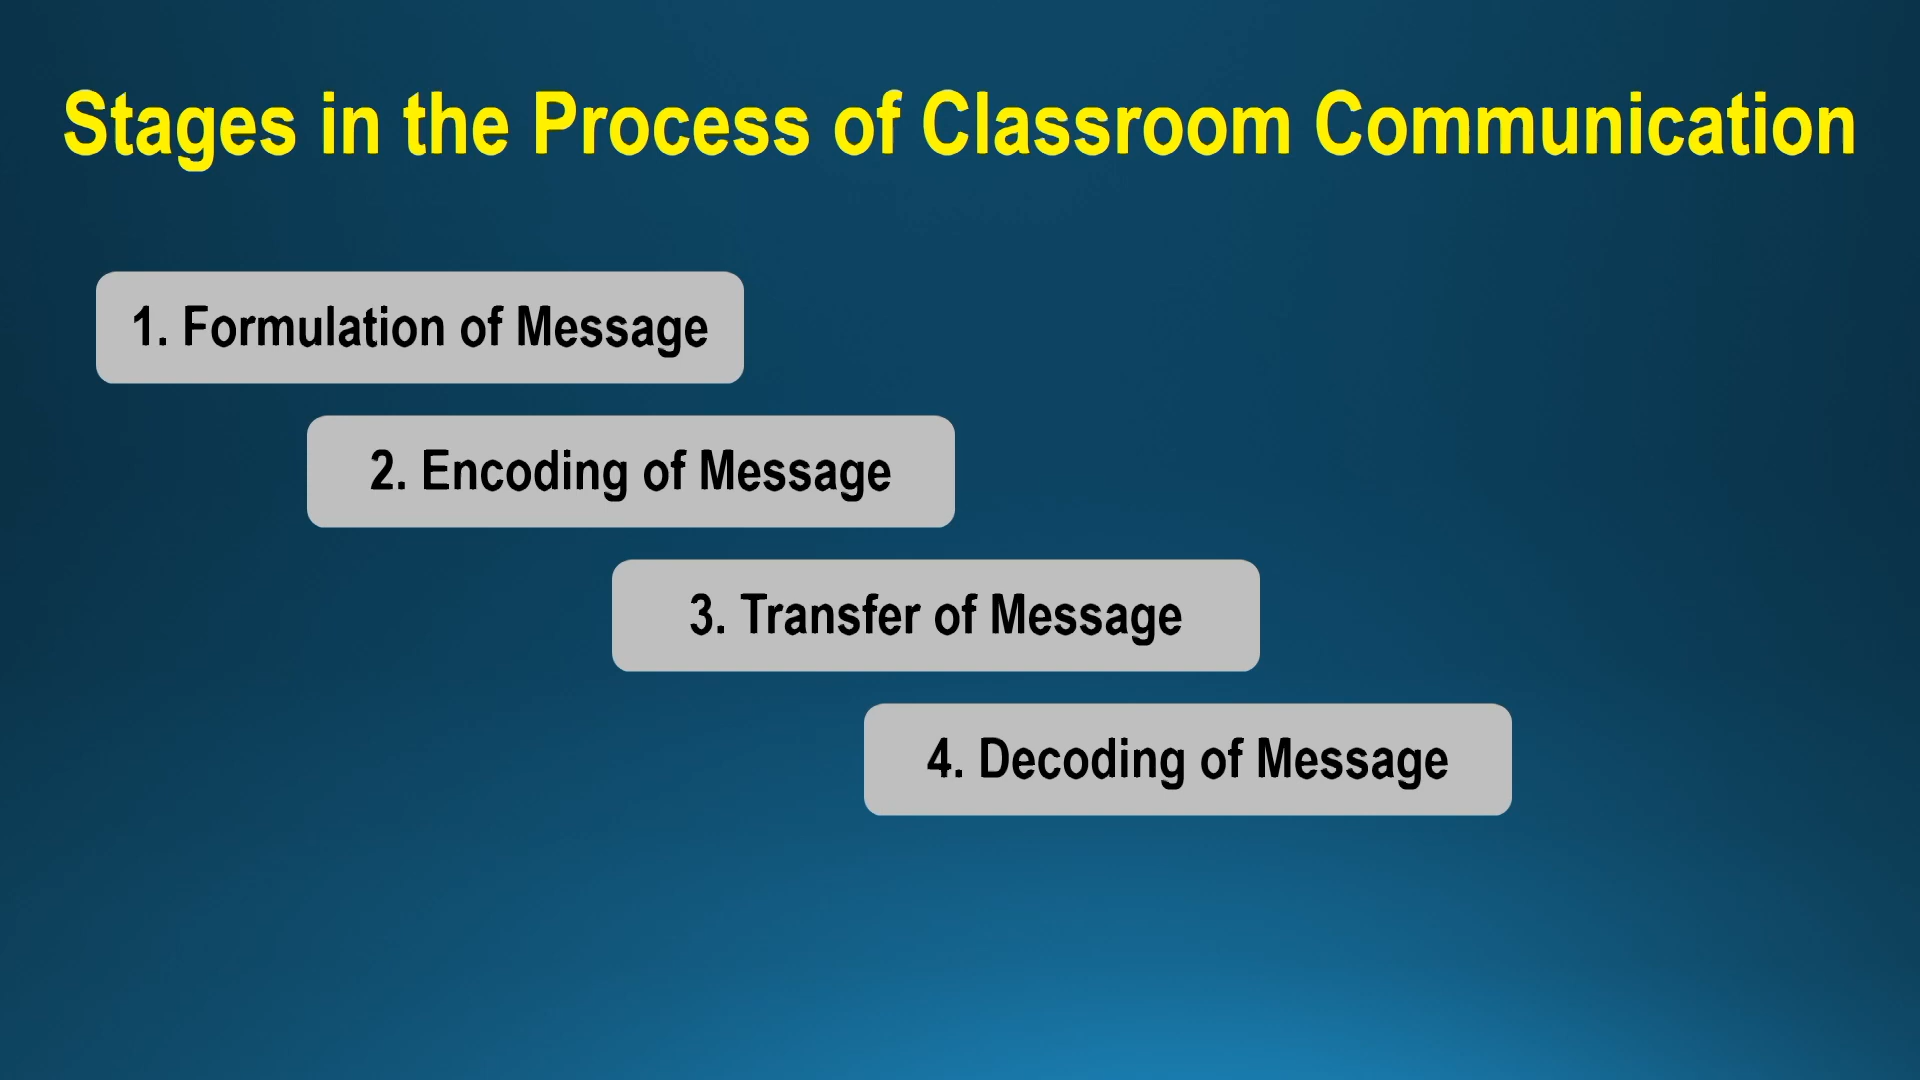 Stages in the Process of Classroom Communication
1. Formulation of Message
2. Encoding of Message
3. Transfer of Message
4. Decoding of Message